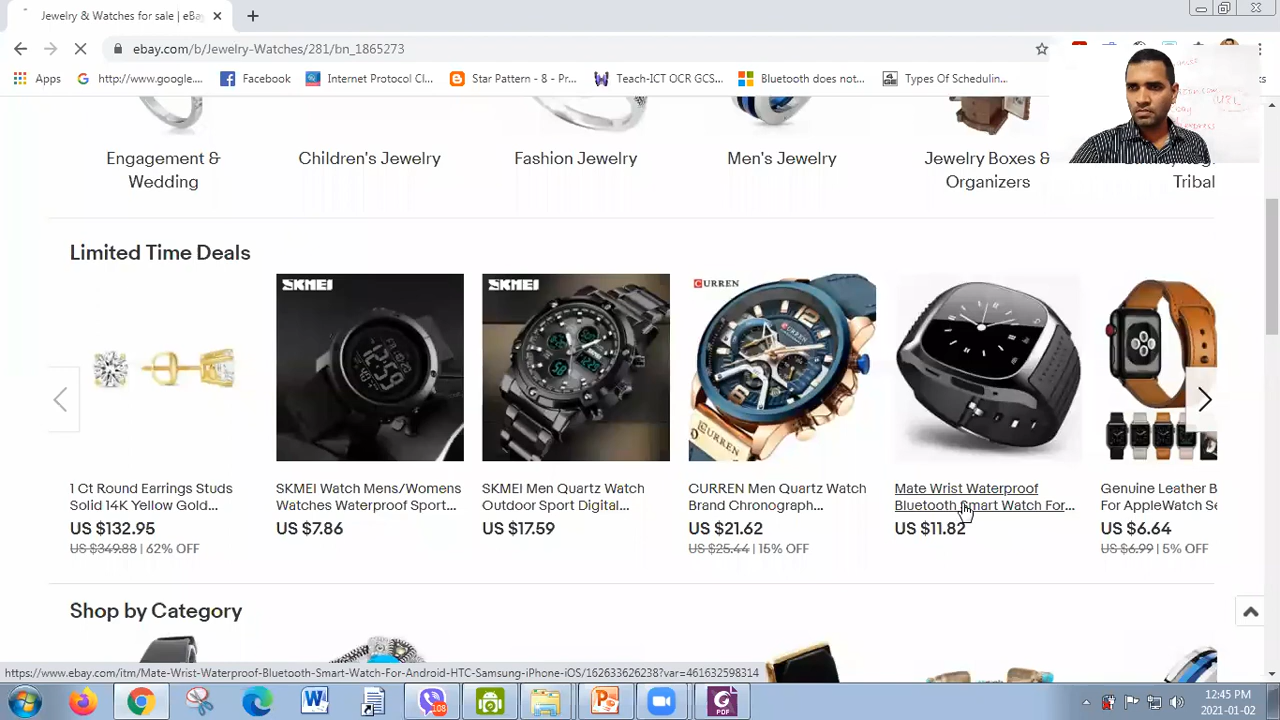 Jewelry & Watches for sale | eBa
ebay.com/b/Jewelry-Watches/281/bn_1865273
Apps
http://www.google....
Facebook
Internet Protocol Cl...
Star Pattern - 8 - Pr...
Teach-ICT OCR GCS...
Bluetooth does not...
Types Of Schedulin...
URL
Engagement &
Wedding
Children's Jewelry
Fashion Jewelry
Men's Jewelry
Jewelry Boxes &
Organizers
Tribal
Limited Time Deals
SKMEI
SKMEI
CURREN
CURREN
1 Ct Round Earrings Studs
Solid 14K Yellow Gold...
US $132.95
US $349.88 | 62% OFF
SKMEI Watch Mens/Womens
Watches Waterproof Sport...
US $7.86
SKMEI Men Quartz Watch
Outdoor Sport Digital...
US $17.59
CURREN Men Quartz Watch
Brand Chronograph...
US $21.62
US $25.44 | 15% OFF
Mate Wrist Waterproof
Bluetooth Smart Watch For...
US $11.82
Genuine Leather B
For AppleWatch Se
US $6.64
US $6.99 | 5% OFF
Shop by Category
https://www.ebay.com/itm/Mate-Wrist-Waterproof-Bluetooth-Smart-Watch-For-Android-HTC-Samsung-iPhone-iOS/162633626238?var=461632598314
108
PDF
12:45 PM
2021-01-02